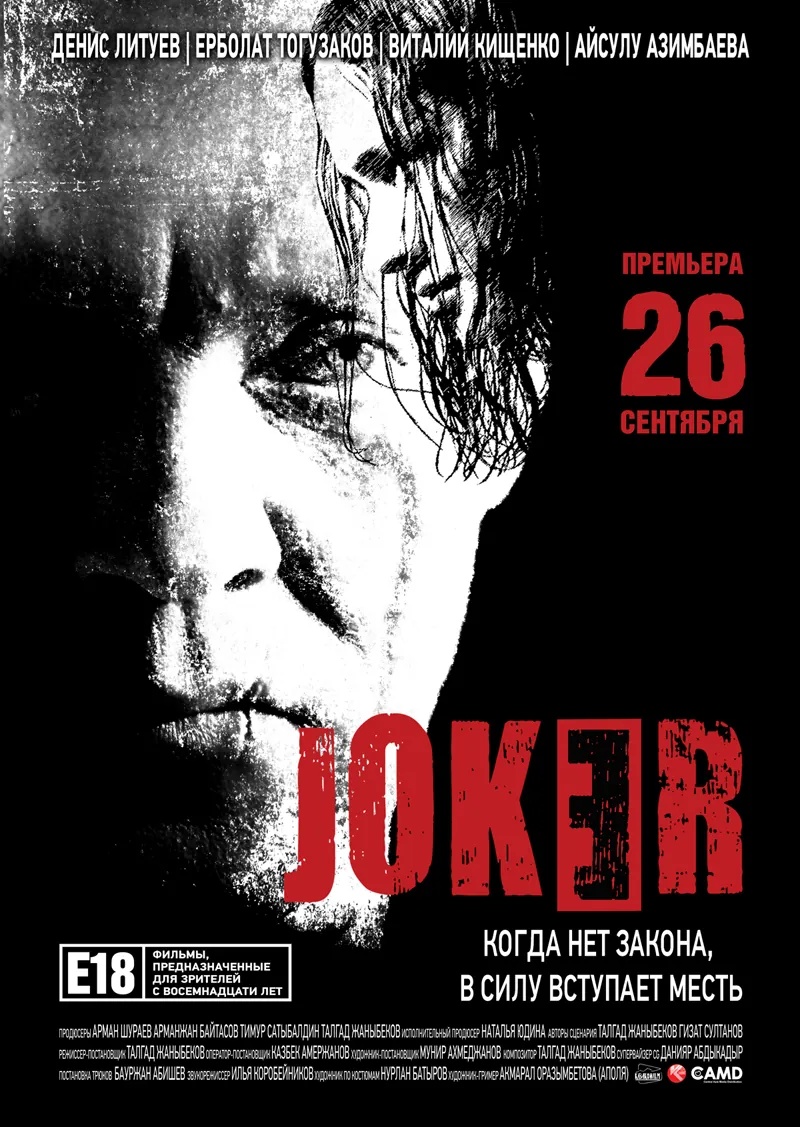 ДЕНИС ЛИТУЕВ | ЕРБОЛАТ ТОГУЗАКОВ | ВИТАЛИЙ КИЩЕНКО | АЙСУЛУ АЗИМБАЕВА
ПРЕМЬЕРА
26
СЕНТЯБРЯ
JOKER
КОГДА НЕТ ЗАКОНА,
В СИЛУ ВСТУПАЕТ МЕСТЬ
E18
ФИЛЬМЫ,
ПРЕДНАЗНАЧЕННЫЕ
ДЛЯ ЗРИТЕЛЕЙ
С ВОСЕМНАДЦАТИ ЛЕТ
ПРОДЮСЕРЫ АРМАН ШУРАЕВ АРМАНЖАН БАЙТАСОВ ТИМУР САТЫБАЛДИН ТАЛГАД ЖАНЫБЕКОВ ИСПОЛНИТЕЛЬНЫЙ ПРОДЮСЕР НАТАЛЬЯ ЮДИНА АВТОРЫ СЦЕНАРИЯ ТАЛГАД ЖАНЫБЕКОВ ГИЗАТ СУЛТАНОВ
РЕЖИССЕР-ПОСТАНОВЩИК ТАЛГАД ЖАНЫБЕКОВ ОПЕРАТОР-ПОСТАНОВЩИК КАЗБЕК АМЕРЖАНОВ ХУДОЖНИК-ПОСТАНОВЩИК МУНИР АХМЕДЖАНОВ КОМПОЗИТОР ТАЛГАД ЖАНЫБЕКОВ СУПЕРВАЙЗЕР CG ДАНИЯР АБДЫКАДЫР
ПОСТАНОВКА ТРЮКОВ БАУРЖАН АБИШЕВ ЗВУКОРЕЖИССЕР ИЛЬЯ КОРОБЕЙНИКОВ ХУДОЖНИК ПО КОСТЮМАМ НУРЛАН БАТЫРОВ ХУДОЖНИК-ГРИМЕР АКМАРАЛ ОРАЗЫМБЕТОВА (АПОЛЯ) CAMD